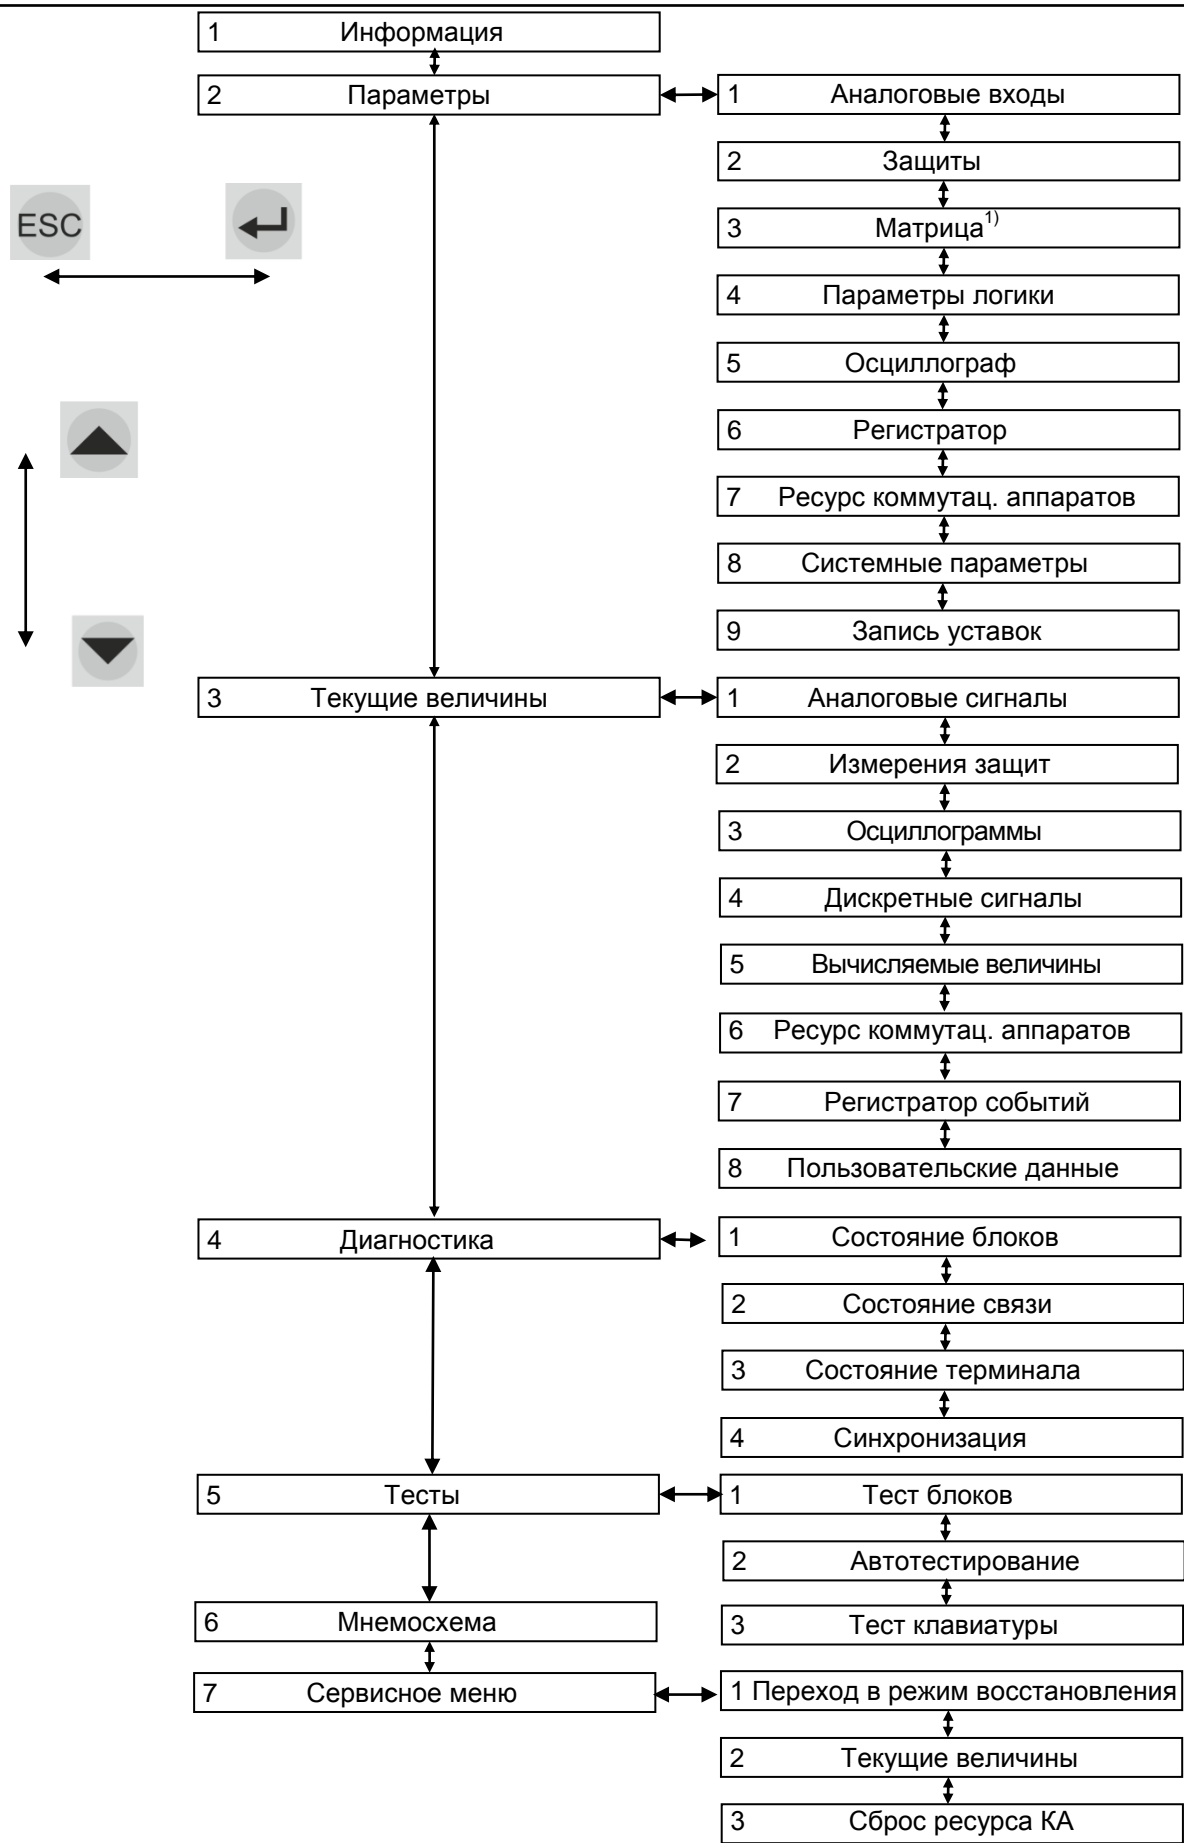 1 Информация
2 Параметры
1 Аналоговые входы
2 Защиты
ESC
3 Матрица1)
4 Параметры логики
5 Осциллограф
6 Регистратор
7 Ресурс коммутац. аппаратов
8 Системные параметры
9 Запись уставок
3 Текущие величины
1 Аналоговые сигналы
2 Измерения защит
3 Осциллограммы
4 Дискретные сигналы
5 Вычисляемые величины
6 Ресурс коммутац. аппаратов
7 Регистратор событий
8 Пользовательские данные
4 Диагностика
1 Состояние блоков
2 Состояние связи
3 Состояние терминала
4 Синхронизация
5 Тесты
1 Тест блоков
2 Автотестирование
3 Тест клавиатуры
6 Мнемосхема
7 Сервисное меню
1 Переход в режим восстановления
2 Текущие величины
3 Сброс ресурса КА